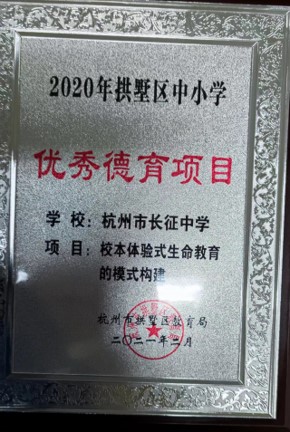 2020年拱墅区中小学
优秀德育项目
学校：杭州市长征中学
项目：校本体验式生命教育
的模式构建
杭州市拱墅区教育局
二〇二一年二月